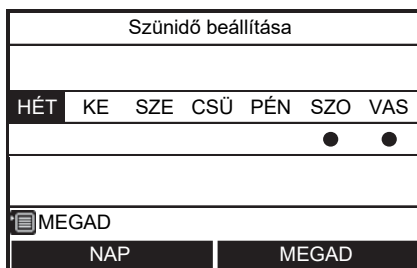 Szünidő beállítása
HÉT KE SZE CSÜ PÉN SZO VAS
MEGAD
NAP MEGAD